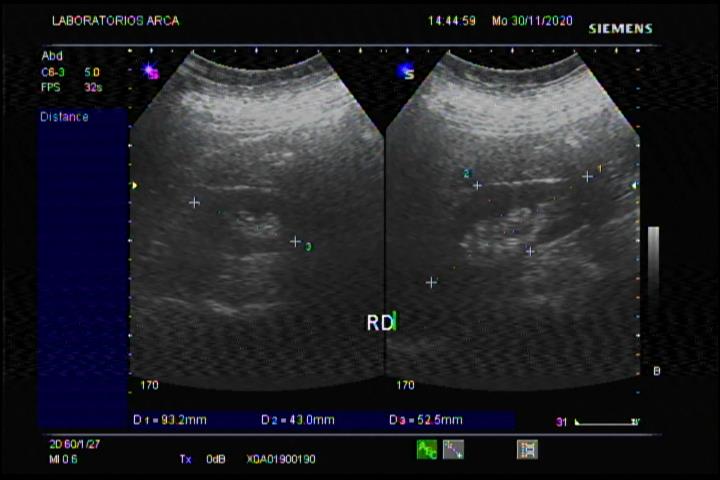 LABORATORIOS ARCA
14:44:59 Mo 30/11/2020
SIEMENS
Abd
C6-3 5.0
FPS 32s
Distance
S S
2 1
3
RD
170 170
B
D1=93.2mm D2=43.0mm D3=52.5mm
31
2D 60/1/27
MI 0.6 Tx 0dB